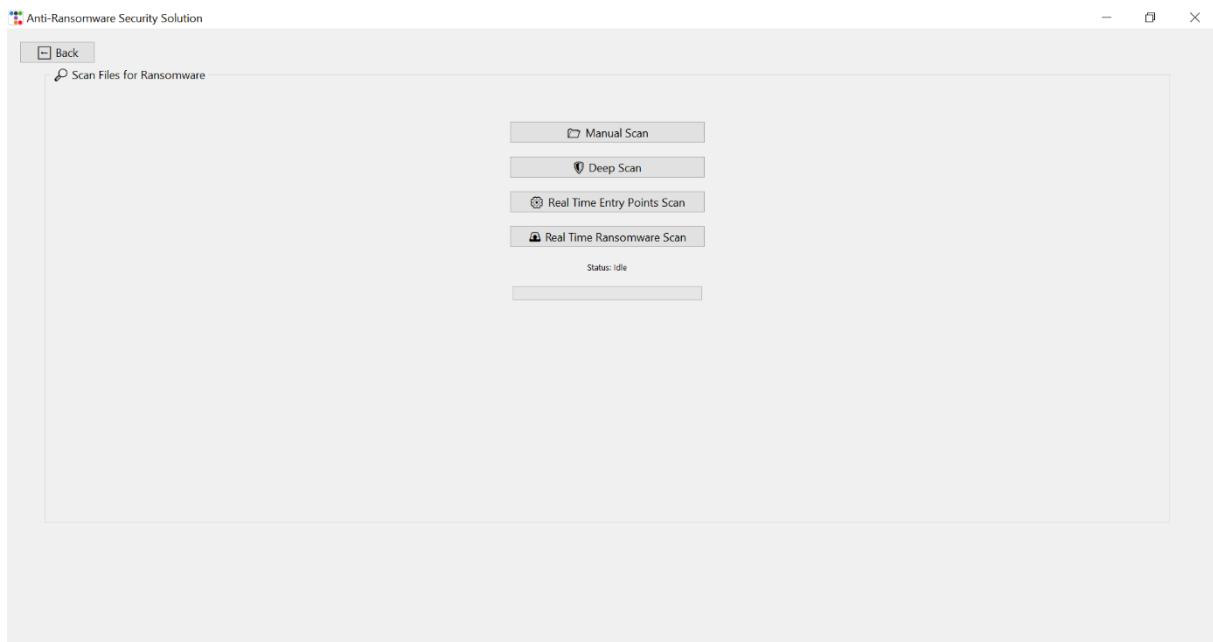 Anti-Ransomware Security Solution
Back
Scan Files for Ransomware
Manual Scan
Deep Scan
Real Time Entry Points Scan
Real Time Ransomware Scan
Status: Idle